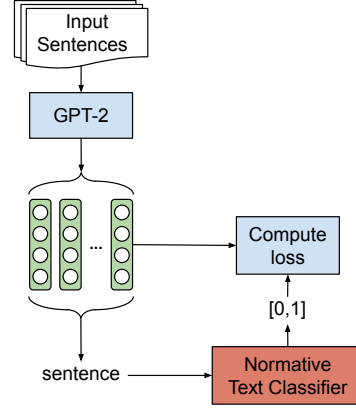 Input
Sentences
GPT-2
...
Compute
loss
[0,1]
sentence
Normative
Text Classifier